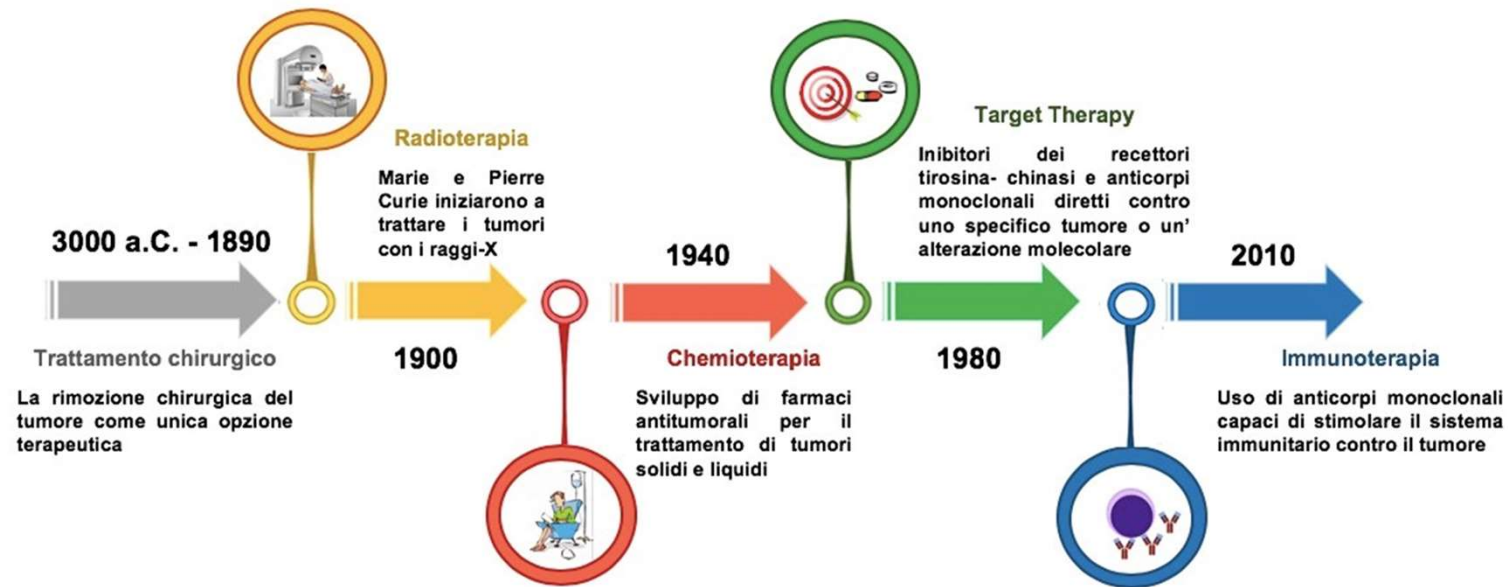 3000 a.C. - 1890
Trattamento chirurgico
La rimozione chirurgica del
tumore come unica opzione
terapeutica
Radioterapia
Marie e Pierre
Curie iniziarono a
trattare i tumori
con i raggi-X
1900
1940
Chemioterapia
Sviluppo di farmaci
antitumorali per il
trattamento di tumori
solidi e liquidi
Target Therapy
Inibitori dei recettori
tirosina- chinasi e anticorpi
monoclonali diretti contro
uno specifico tumore o un’
alterazione molecolare
1980
2010
Immunoterapia
Uso di anticorpi monoclonali
capaci di stimolare il sistema
immunitario contro il tumore